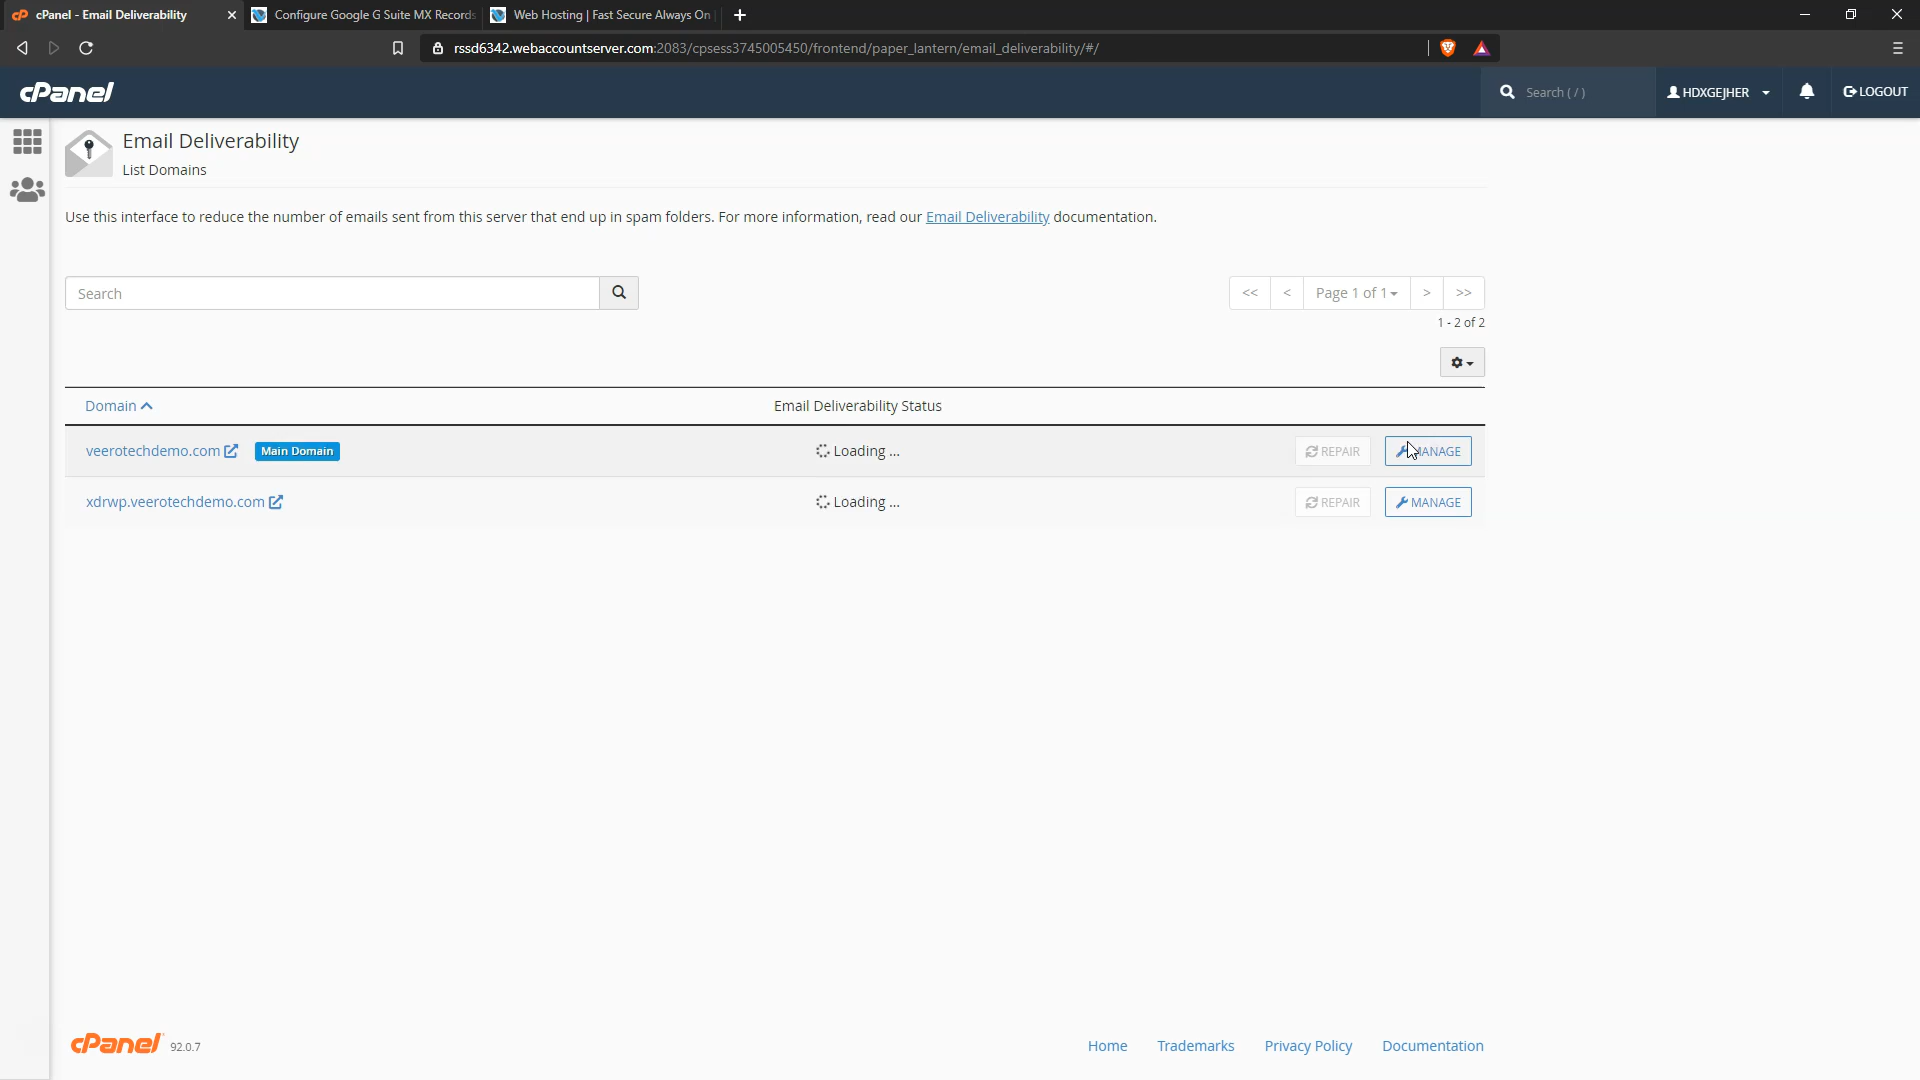 cPanel - Email Deliverability
Configure Google G Suite MX Records
Web Hosting | Fast Secure Always On |
rssd6342.webaccountserver.com:2083/cpsess3745005450/frontend/paper_lantern/email_deliverability/#/
cPanel
Search ( / )
HDXGEJHER
LOGOUT
Email Deliverability
List Domains
Use this interface to reduce the number of emails sent from this server that end up in spam folders. For more information, read our Email Deliverability documentation.
Search
<< < Page 1 of 1 > >>
1 - 2 of 2
Domain Email Deliverability Status
veerotechdemo.com Main Domain Loading ... REPAIR MANAGE
xdrwp.veerotechdemo.com Loading ... REPAIR MANAGE
cPanel 92.0.7
Home Trademarks Privacy Policy Documentation